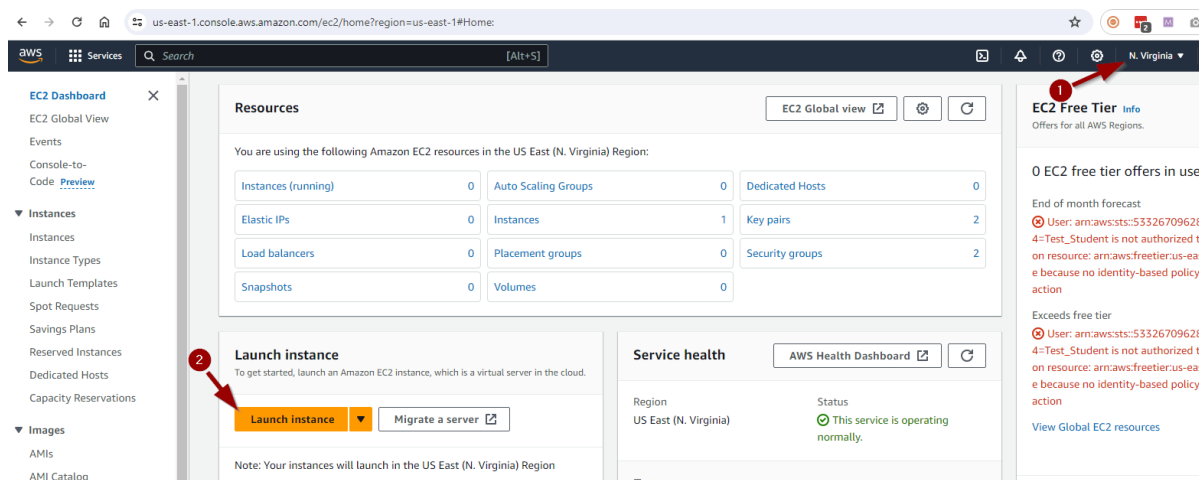 us-east-1.console.aws.amazon.com/ec2/home?region=us-east-1#Home:
2
aws
Services
Search
[Alt+S]
N. Virginia
1
EC2 Dashboard
EC2 Global View
Events
Console-to-
Code Preview
Instances
Instances
Instance Types
Launch Templates
Spot Requests
Savings Plans
Reserved Instances
Dedicated Hosts
Capacity Reservations
Images
AMIs
AMI Catalog
Resources
EC2 Global view
You are using the following Amazon EC2 resources in the US East (N. Virginia) Region:
Instances (running) 0
Auto Scaling Groups 0
Dedicated Hosts 0
Elastic IPs 0
Instances 1
Key pairs 2
Load balancers 0
Placement groups 0
Security groups 2
Snapshots 0
Volumes 0
2
Launch instance
To get started, launch an Amazon EC2 instance, which is a virtual server in the cloud.
Launch instance
Migrate a server
Note: Your instances will launch in the US East (N. Virginia) Region
Service health
AWS Health Dashboard
Region
US East (N. Virginia)
Status
This service is operating
normally.
EC2 Free Tier Info
Offers for all AWS Regions.
0 EC2 free tier offers in use
End of month forecast
User: arn:aws:sts::53326709628
4=Test_Student is not authorized t
on resource: arn:aws:freetier:us-ea
e because no identity-based policy
action
Exceeds free tier
User: arn:aws:sts::53326709628
4=Test_Student is not authorized t
on resource: arn:aws:freetier:us-ea
e because no identity-based policy
action
View Global EC2 resources